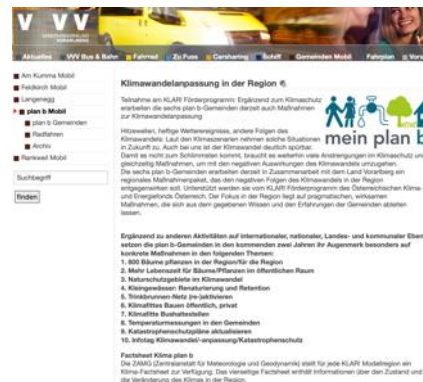 V V V
VERKEHRSVERBUND
VORARLBERG
Aktuelles VVV Bus & Bahn Fahrrad Zu Fuss Carsharing Schiff Gemeinden Mobil Fahrplan Vor
Am Kumma Mobil
Feldkirch Mobil
Langenegg
plan b Mobil
plan b Gemeinden
Radfahren
Archiv
Rankweil Mobil
Suchbegriff
finden
Klimawandelanpassung in der Region
Teilnahme am KLAR! Förderprogramm: Ergänzend zum Klimaschutz
erarbeiten die sechs plan b-Gemeinden derzeit auch Maßnahmen
zur Klimawandelanpassung
mein plan b
Hitzewellen, heftige Wetterereignisse, andere Folgen des
Klimawandels: Laut den Klimaszenarien nehmen solche Situationen
in Zukunft zu. Auch bei uns ist der Klimawandel deutlich spürbar.
Damit es nicht zum Schlimmsten kommt, braucht es weiterhin viele Anstrengungen im Klimaschutz und
gleichzeitig Maßnahmen, um mit den negativen Auswirkungen des Klimawandels umzugehen.
Die sechs plan b-Gemeinden erarbeiten derzeit in Zusammenarbeit mit dem Land Vorarlberg ein
regionales Maßnahmenpaket, das den negativen Folgen des Klimawandels in der Region
entgegenwirken soll. Unterstützt werden sie vom KLAR! Förderprogramm des Österreichischen Klima-
und Energiefonds Österreich. Der Fokus in der Region liegt auf pragmatischen, wirksamen
Maßnahmen, die sich aus dem gegebenen Wissen und den Erfahrungen der Gemeinden ableiten
lassen.
Ergänzend zu anderen Aktivitäten auf internationaler, nationaler, Landes- und kommunaler Eben
setzen die plan b-Gemeinden in den kommenden zwei Jahren ihr Augenmerk besonders auf
konkrete Maßnahmen in folgenden Themen:
1. 800 Bäume pflanzen in der Region/für die Region
2. Mehr Lebenszeit für Bäume/Pflanzen im öffentlichen Raum
3. Naturschutzgebiete im Klimawandel
4. Kleingewässer: Renaturierung und Retention
5. Trinkbrunnen-Netz (re-)aktivieren
6. Klimafittes Bauen öffentlich, privat
7. Klimafitte Bushaltestellen
8. Temperaturmessungen in den Gemeinden
9. Katastrophenschutzpläne aktualisieren
10. Infotag Klimawandel/-anpassung/Katastrophenschutz
Factsheet Klima plan b
Die ZAMG (Zentralanstalt für Meteorologie und Geodynamik) stellt für jede KLAR! Modellregion ein
Klima-Factsheet zur Verfügung. Das vierseitige Factsheet enthält Informationen über den Zustand und
die Veränderung des Klimas in der Region.